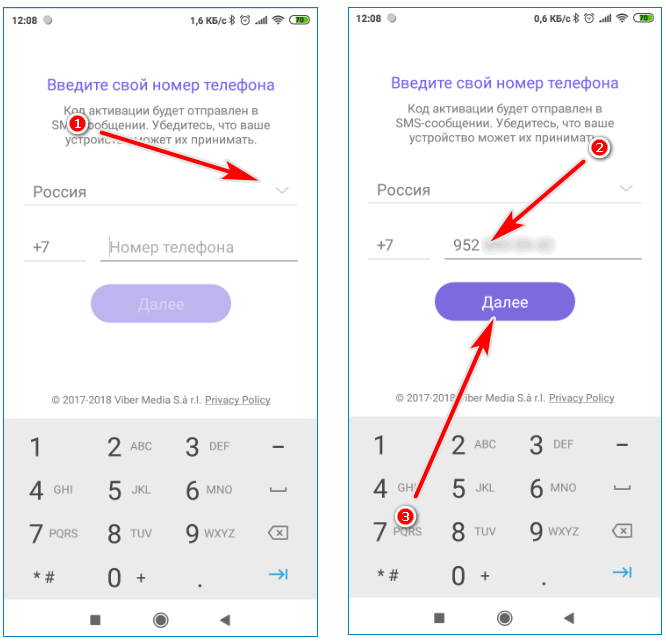 12:08 1,6 КБ/с 70
Введите свой номер телефона
Код активации будет отправлен в
SMS-сообщении. Убедитесь, что ваше
устройство может их принимать.
1
Россия
+7 Номер телефона
Далее
© 2017-2018 Viber Media S.à r.l. Privacy Policy
1 2 ABC 3 DEF –
4 GHI 5 JKL 6 MNO
7 PQRS 8 TUV 9 WXYZ
* # 0 + .
12:08 0,6 КБ/с 70
Введите свой номер телефона
Код активации будет отправлен в
SMS-сообщении. Убедитесь, что ваше
устройство может их принимать.
2
Россия
+7 952
Далее
© 2017-2018 Viber Media S.à r.l. Privacy Policy
1 2 ABC 3 DEF –
4 GHI 5 JKL 6 MNO
3
7 PQRS 8 TUV 9 WXYZ
* # 0 + .